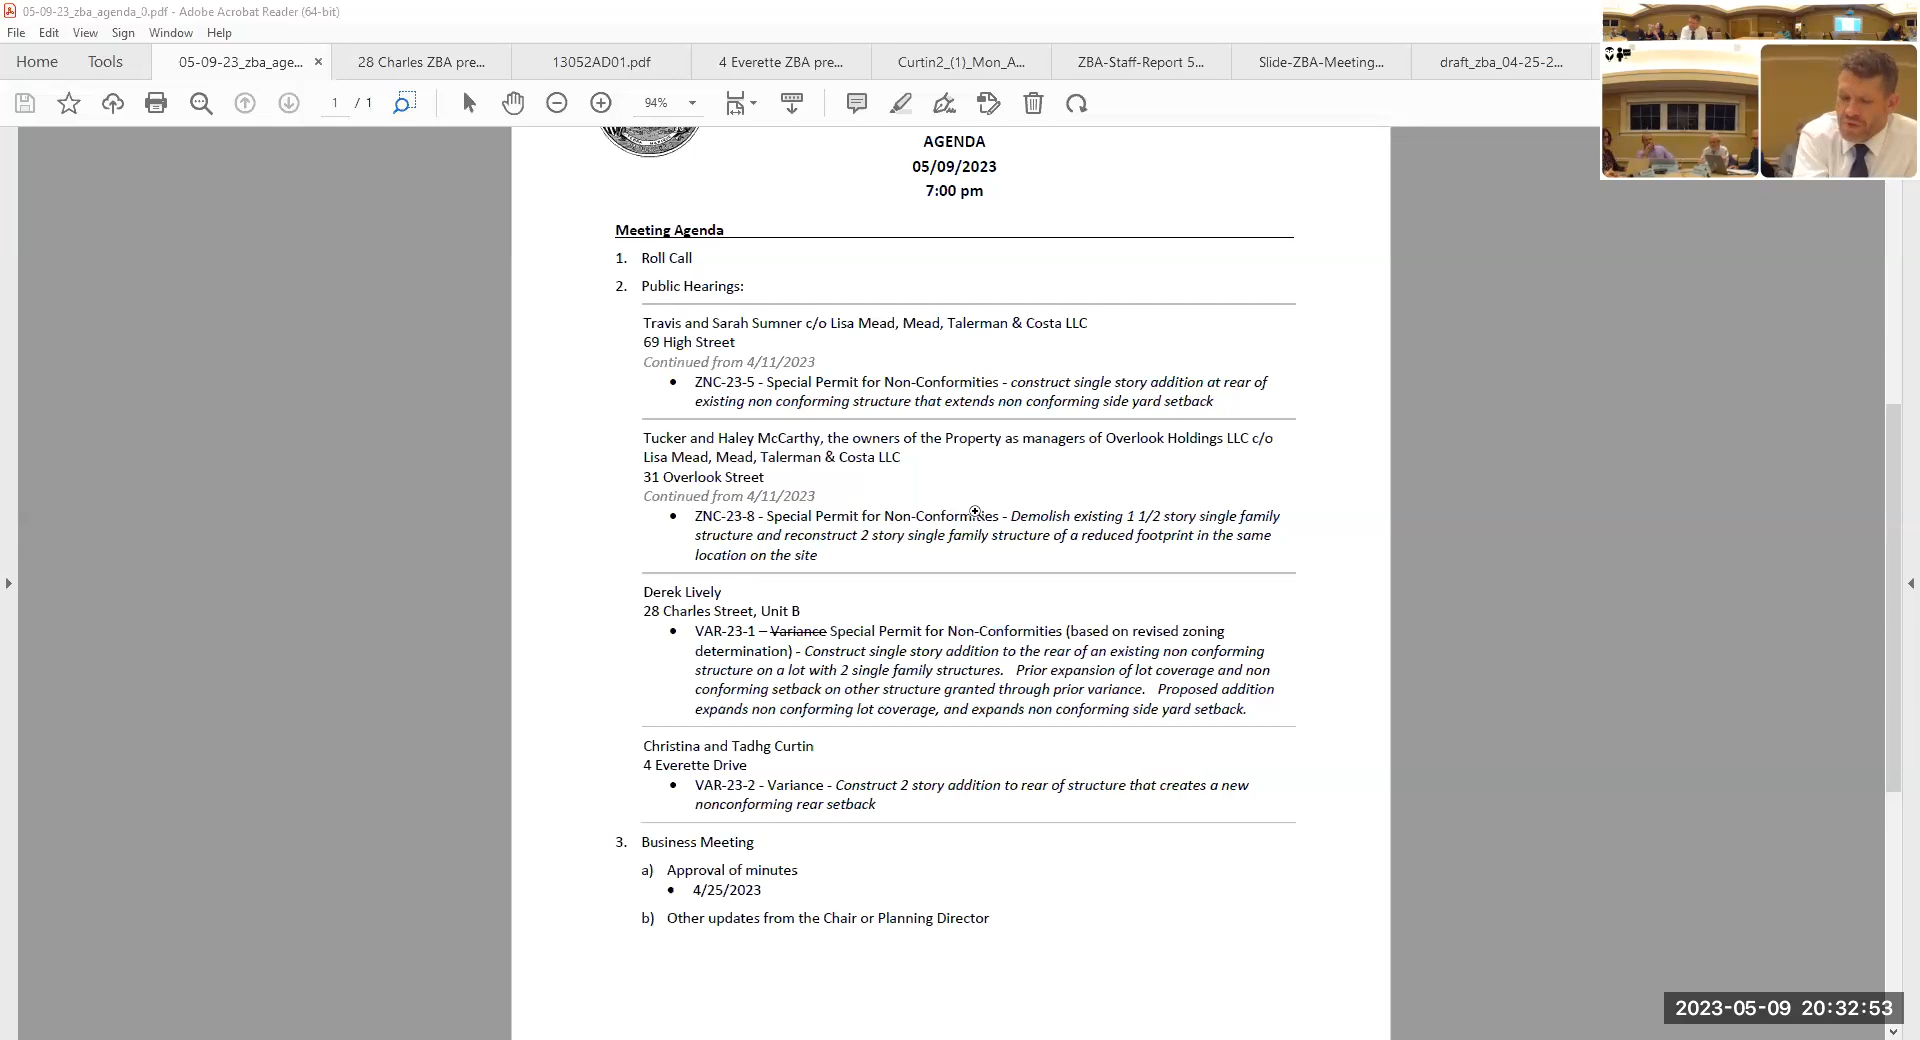 05-09-23_zba_agenda_0.pdf - Adobe Acrobat Reader (64-bit)
File Edit View Sign Window Help
Home Tools 05-09-23_zba_age... × 28 Charles ZBA pre... 13052AD01.pdf 4 Everette ZBA pre... Curtin2_(1)_Mon_A... ZBA-Staff-Report 5... Slide-ZBA-Meeting... draft_zba_04-25-2...
1 / 1 94%
AGENDA
05/09/2023
7:00 pm
Meeting Agenda
1. Roll Call
2. Public Hearings:
Travis and Sarah Sumner c/o Lisa Mead, Mead, Talerman & Costa LLC
69 High Street
Continued from 4/11/2023
• ZNC-23-5 - Special Permit for Non-Conformities - construct single story addition at rear of
existing non conforming structure that extends non conforming side yard setback
Tucker and Haley McCarthy, the owners of the Property as managers of Overlook Holdings LLC c/o
Lisa Mead, Mead, Talerman & Costa LLC
31 Overlook Street
Continued from 4/11/2023
• ZNC-23-8 - Special Permit for Non-Conformities - Demolish existing 1 1/2 story single family
structure and reconstruct 2 story single family structure of a reduced footprint in the same
location on the site
Derek Lively
28 Charles Street, Unit B
• VAR-23-1 – Variance Special Permit for Non-Conformities (based on revised zoning
determination) - Construct single story addition to the rear of an existing non conforming
structure on a lot with 2 single family structures. Prior expansion of lot coverage and non
conforming setback on other structure granted through prior variance. Proposed addition
expands non conforming lot coverage, and expands non conforming side yard setback.
Christina and Tadhg Curtin
4 Everette Drive
• VAR-23-2 - Variance - Construct 2 story addition to rear of structure that creates a new
nonconforming rear setback
3. Business Meeting
a) Approval of minutes
• 4/25/2023
b) Other updates from the Chair or Planning Director
2023-05-09 20:32:53